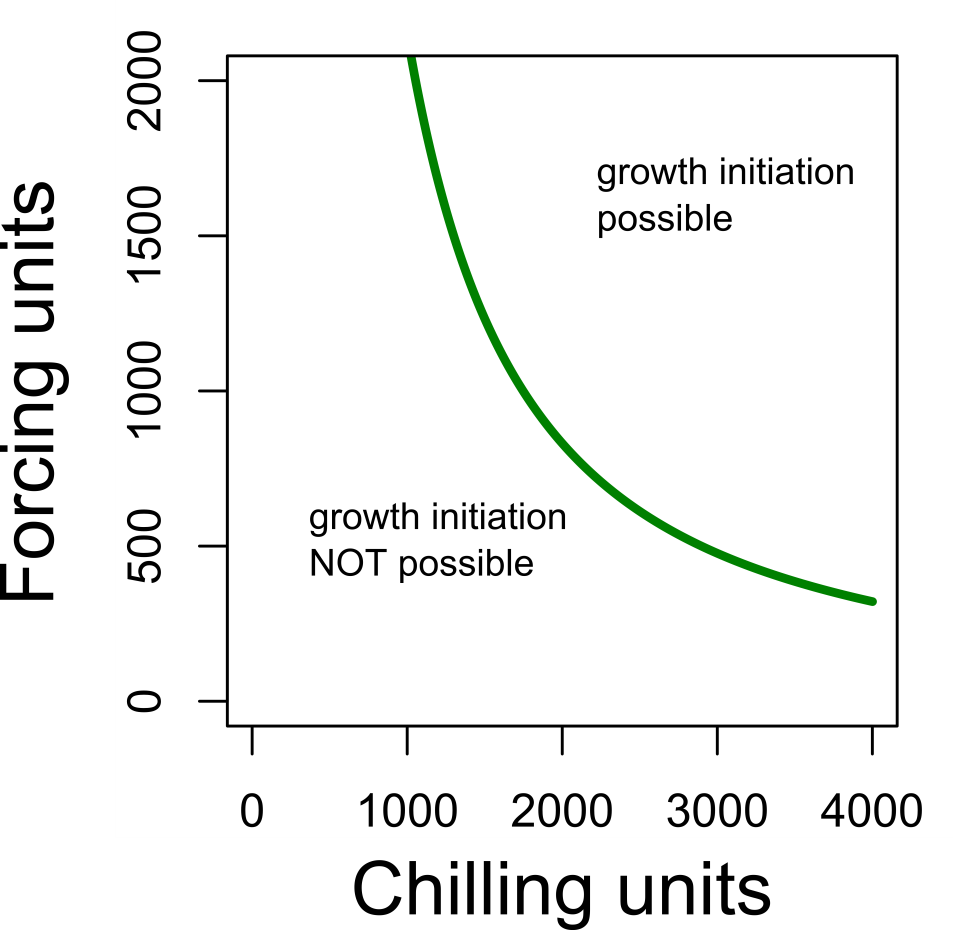 2000
1500
1000
500
0
Forcing units
growth initiation
possible
growth initiation
NOT possible
0 1000 2000 3000 4000
Chilling units